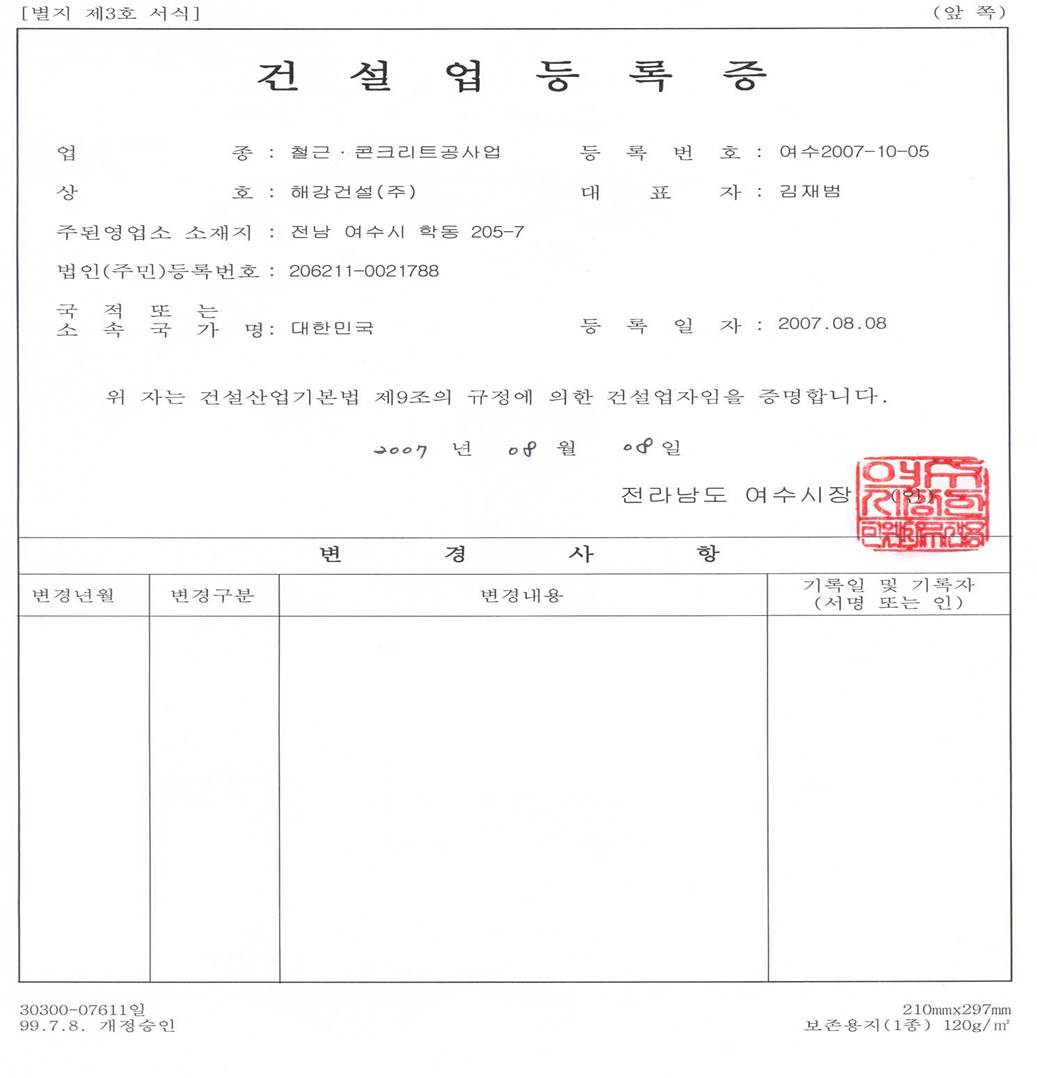 [별지 제3호 서식]
(앞 쪽)
건 설 업 등 록 증
업 종 : 철근·콘크리트공사업 등 록 번 호 : 여수2007-10-05
상 호 : 해강건설(주) 대 표 자 : 김재범
주된영업소 소재지 : 전남 여수시 학동 205-7
법인(주민)등록번호 : 206211-0021788
국 적 또 는
소 속 국 가 명 : 대한민국 등 록 일 자 : 2007.08.08
위 자는 건설산업기본법 제9조의 규정에 의한 건설업자임을 증명합니다.
2007 년 08 월 08 일
전라남도 여수시장 (인)
변 경 사 항
변경년월 변경구분 변경내용 기록일 및 기록자
(서명 또는 인)
30300-07611일
99.7.8. 개정승인
210mmx297mm
보존용지(1종) 120g/㎡